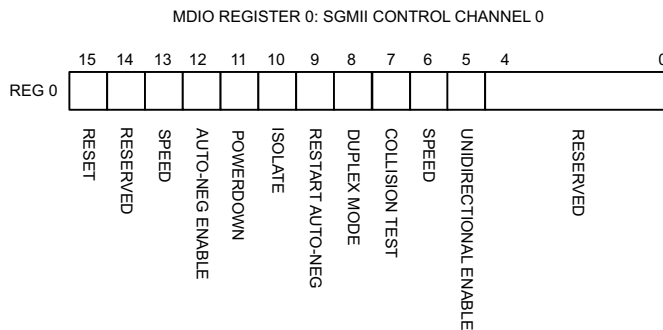 MDIO REGISTER 0: SGMII CONTROL CHANNEL 0
15 14 13 12 11 10 9 8 7 6 5 4 0
REG 0
RESET
RESERVED
SPEED
AUTO-NEG ENABLE
POWERDOWN
ISOLATE
RESTART AUTO-NEG
DUPLEX MODE
COLLISION TEST
SPEED
UNIDIRECTIONAL ENABLE
RESERVED